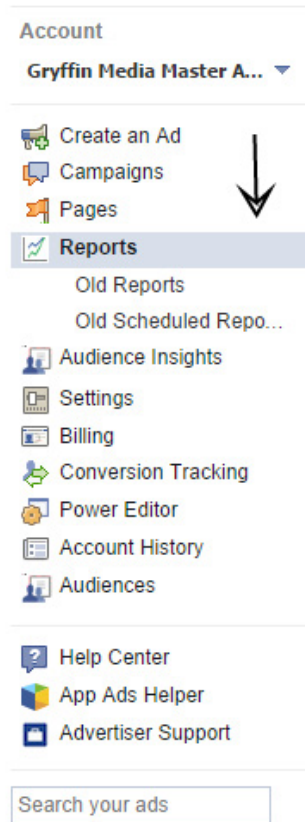 Account
Gryffin Media Master A...
Create an Ad
Campaigns
Pages
Reports
Old Reports
Old Scheduled Repo...
Audience Insights
Settings
Billing
Conversion Tracking
Power Editor
Account History
Audiences
Help Center
App Ads Helper
Advertiser Support
Search your ads